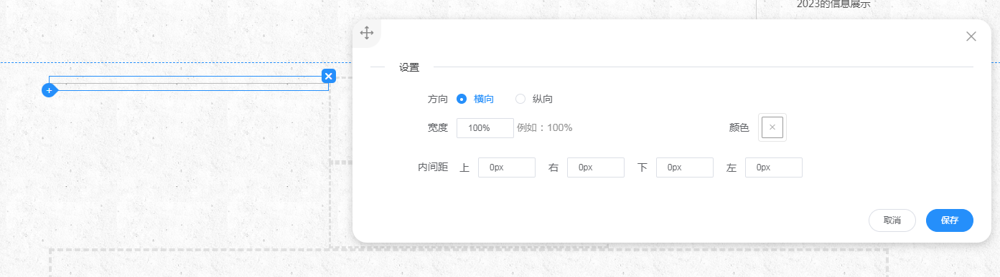 2023的信息展示
设置
方向 横向 纵向
宽度 100% 例如：100% 颜色
内间距 上 0px 右 0px 下 0px 左 0px
取消 保存